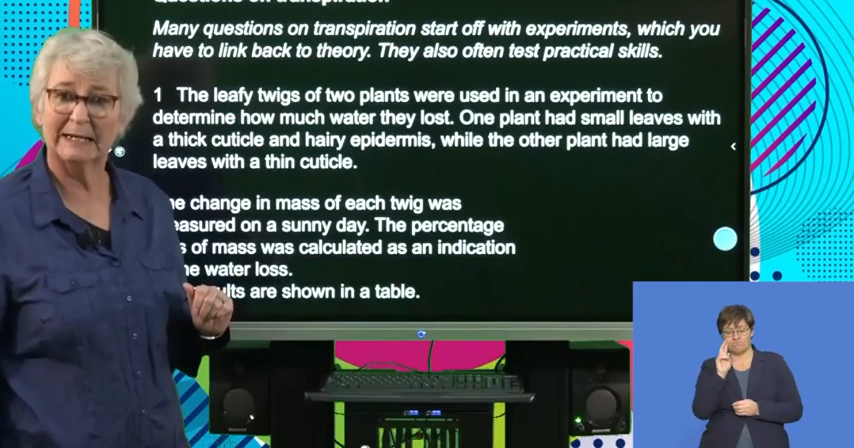 Questions on transpiration
Many questions on transpiration start off with experiments, which you
have to link back to theory. They also often test practical skills.
1 The leafy twigs of two plants were used in an experiment to
determine how much water they lost. One plant had small leaves with
a thick cuticle and hairy epidermis, while the other plant had large
leaves with a thin cuticle.
change in mass of each twig was
on a sunny day. The percentage
of mass was calculated as an indication
water loss.
are shown in a table.